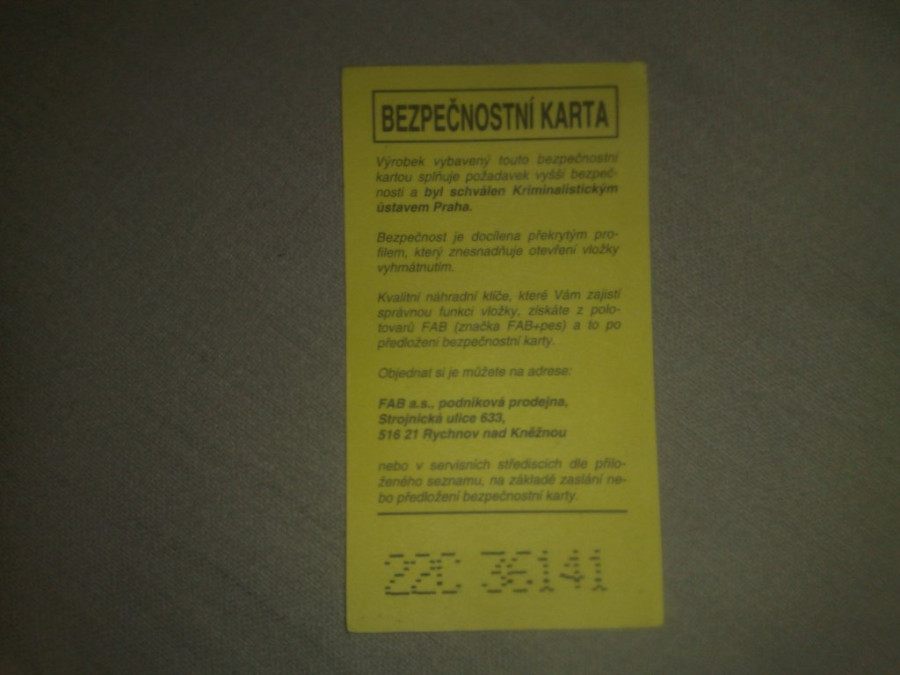 BEZPEČNOSTNÍ KARTA
Výrobek vybavený touto bezpečnostní
kartou splňuje požadavek vyšší bezpeč-
nosti a byl schválen Kriminalistickým
ústavem Praha.
Bezpečnost je docílena překrytým pro-
filem, který znesnadňuje otevření vložky
vyhmátnutím.
Kvalitní náhradní klíče, které Vám zajistí
správnou funkci vložky, získáte z polo-
tovarů FAB (značka FAB+pes) a to po
předložení bezpečnostní karty.
Objednat si je můžete na adrese:
FAB a.s., podniková prodejna,
Strojnická ulice 633,
516 21 Rychnov nad Kněžnou
nebo v servisních střediscích dle přilo-
ženého seznamu, na základě zaslání ne-
bo předložení bezpečnostní karty.
22C 36141